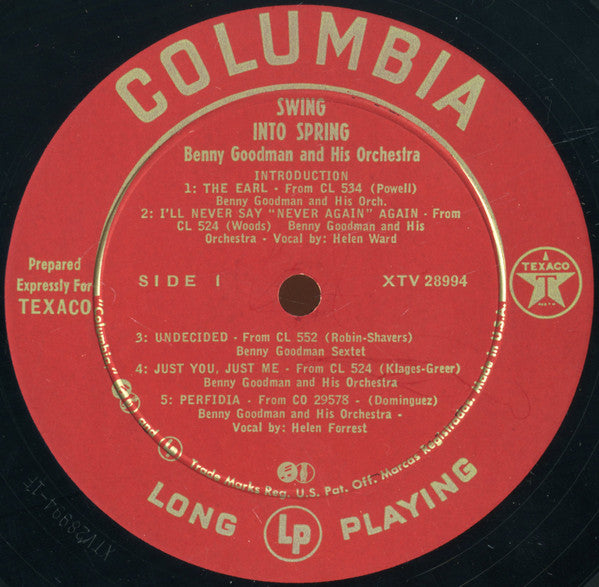 COLUMBIA
SWING
INTO SPRING
Benny Goodman and His Orchestra
INTRODUCTION
1: THE EARL - From CL 534 (Powell)
Benny Goodman and His Orch.
2: I'LL NEVER SAY "NEVER AGAIN" AGAIN - From
CL 524 (Woods) Benny Goodman and His
Orchestra - Vocal by: Helen Ward
Prepared
Expressly For
TEXACO
SIDE 1
XTV 28994
TEXACO
T
3: UNDECIDED - From CL 552 (Robin-Shavers)
Benny Goodman Sextet
4: JUST YOU, JUST ME - From CL 524 (Klages-Greer)
Benny Goodman and His Orchestra
5: PERFIDIA - From CO 29578 - (Dominguez)
Benny Goodman and His Orchestra -
Vocal by: Helen Forrest
"Columbia" and Lp Trade Marks Reg. U.S. Pat. Off. Marcas Registradas. Made in U.S.A.
LONG Lp PLAYING